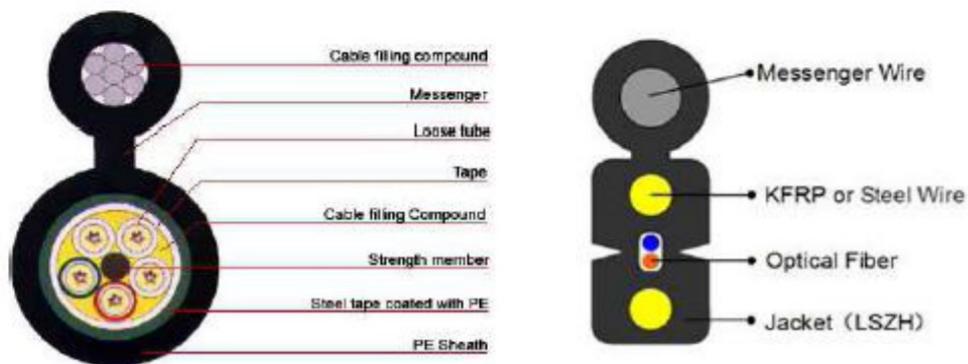 Cable filling compound
Messenger
Loose tube
Tape
Cable filling Compound
Strength member
Steel tape coated with PE
PE Sheath
Messenger Wire
KFRP or Steel Wire
Optical Fiber
Jacket（LSZH）